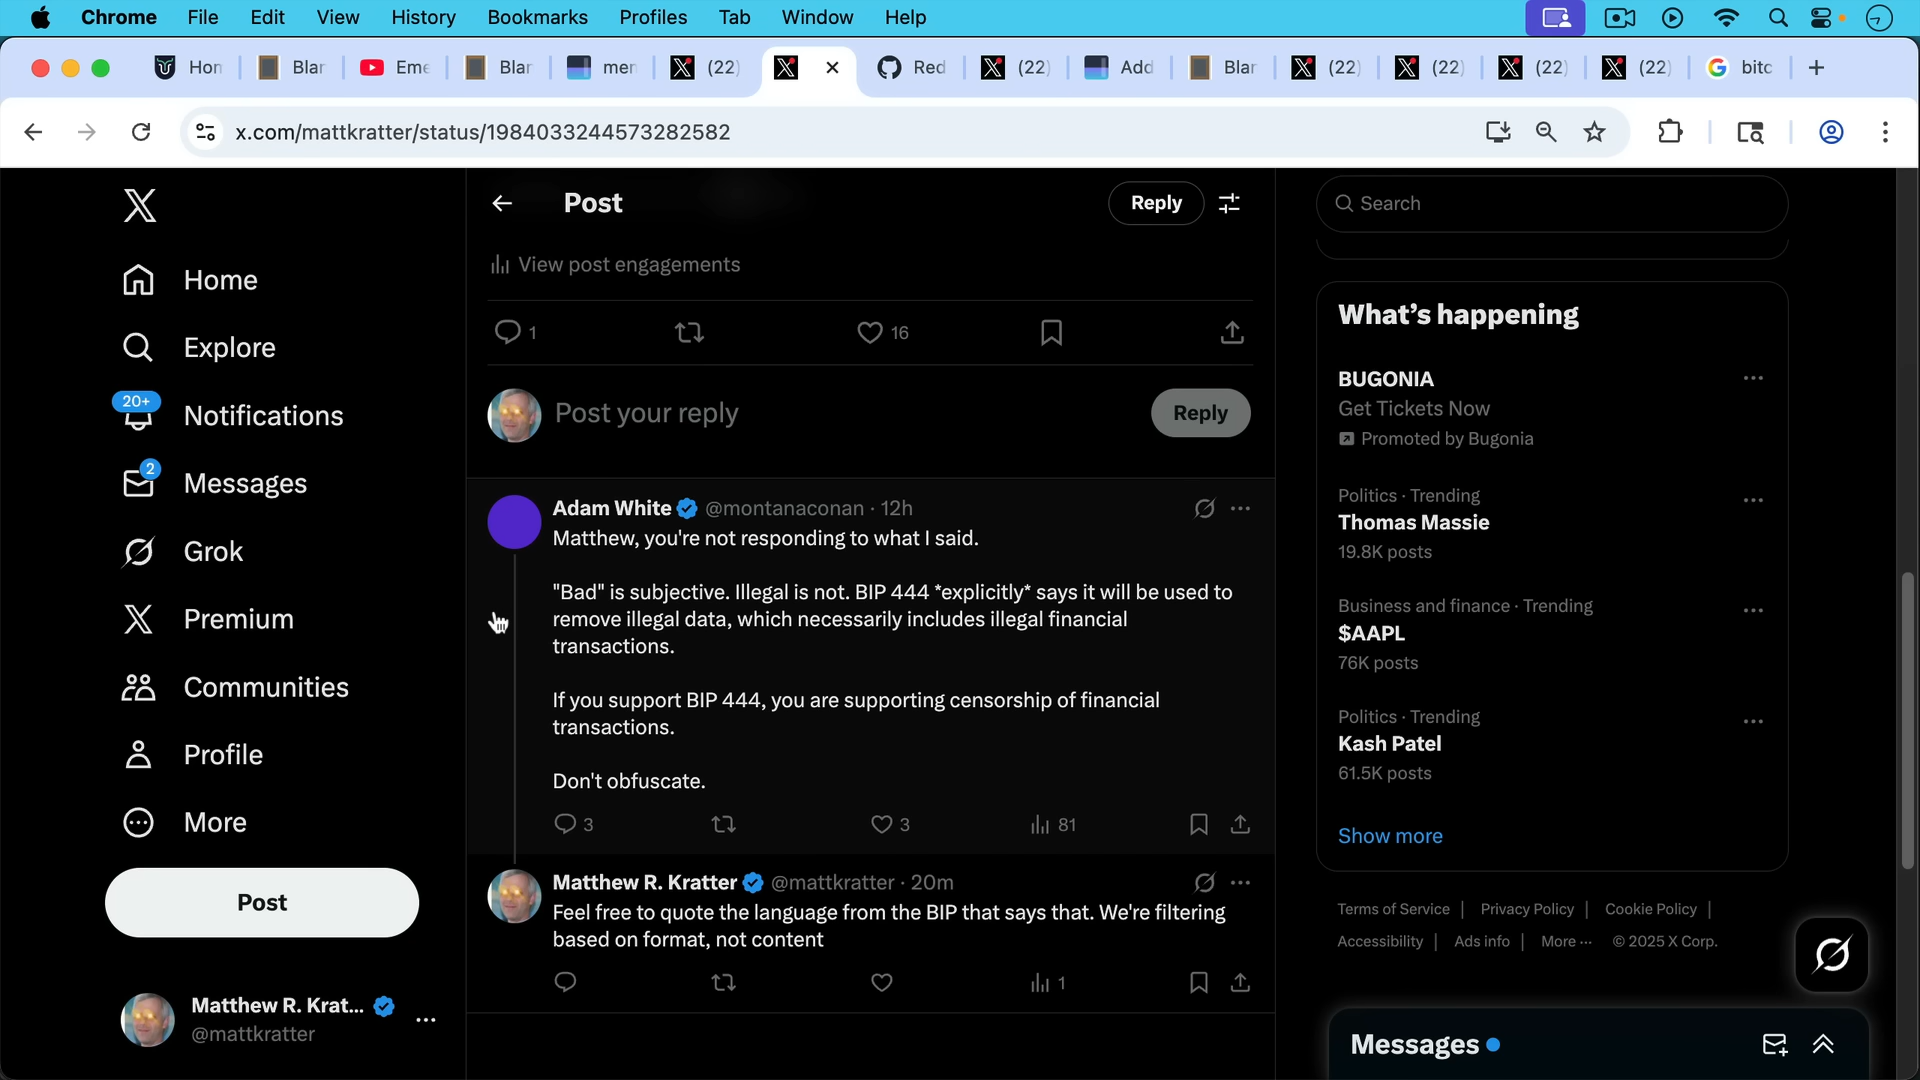 Chrome File Edit View History Bookmarks Profiles Tab Window Help
Hon
Blar
Eme
Blar
mer
(22)
Red
(22)
Add
Blar
(22)
(22)
(22)
(22)
bitc
x.com/mattkratter/status/1984033244573282582
Home
Explore
20+
Notifications
2
Messages
Grok
Premium
Communities
Profile
More
Post
Matthew R. Krat...
@mattkratter
Post
Reply
View post engagements
1
16
Post your reply
Reply
Adam White @montanaconan · 12h
Matthew, you're not responding to what I said.
"Bad" is subjective. Illegal is not. BIP 444 *explicitly* says it will be used to
remove illegal data, which necessarily includes illegal financial
transactions.
If you support BIP 444, you are supporting censorship of financial
transactions.
Don't obfuscate.
3
3
81
Matthew R. Kratter @mattkratter · 20m
Feel free to quote the language from the BIP that says that. We're filtering
based on format, not content
1
Search
What's happening
BUGONIA
Get Tickets Now
Promoted by Bugonia
Politics · Trending
Thomas Massie
19.8K posts
Business and finance · Trending
$AAPL
76K posts
Politics · Trending
Kash Patel
61.5K posts
Show more
Terms of Service | Privacy Policy | Cookie Policy |
Accessibility | Ads info | More ··· © 2025 X Corp.
Messages